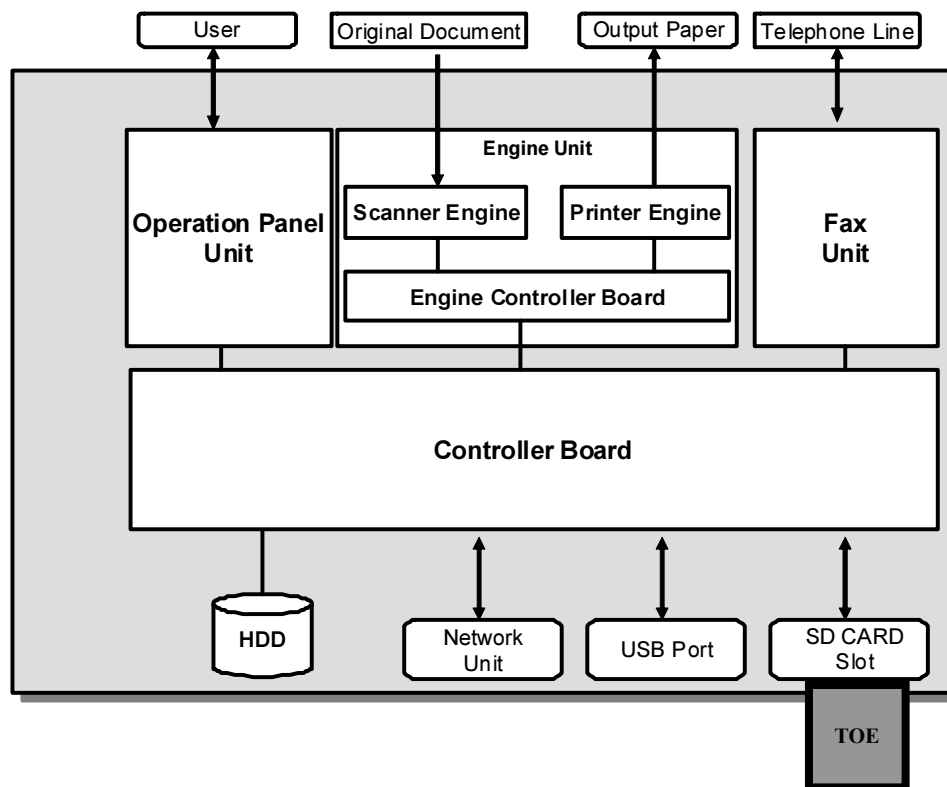 User
Original Document
Output Paper
Telephone Line
Engine Unit
Operation Panel
Unit
Scanner Engine
Printer Engine
Fax
Unit
Engine Controller Board
Controller Board
HDD
Network
Unit
USB Port
SD CARD
Slot
TOE